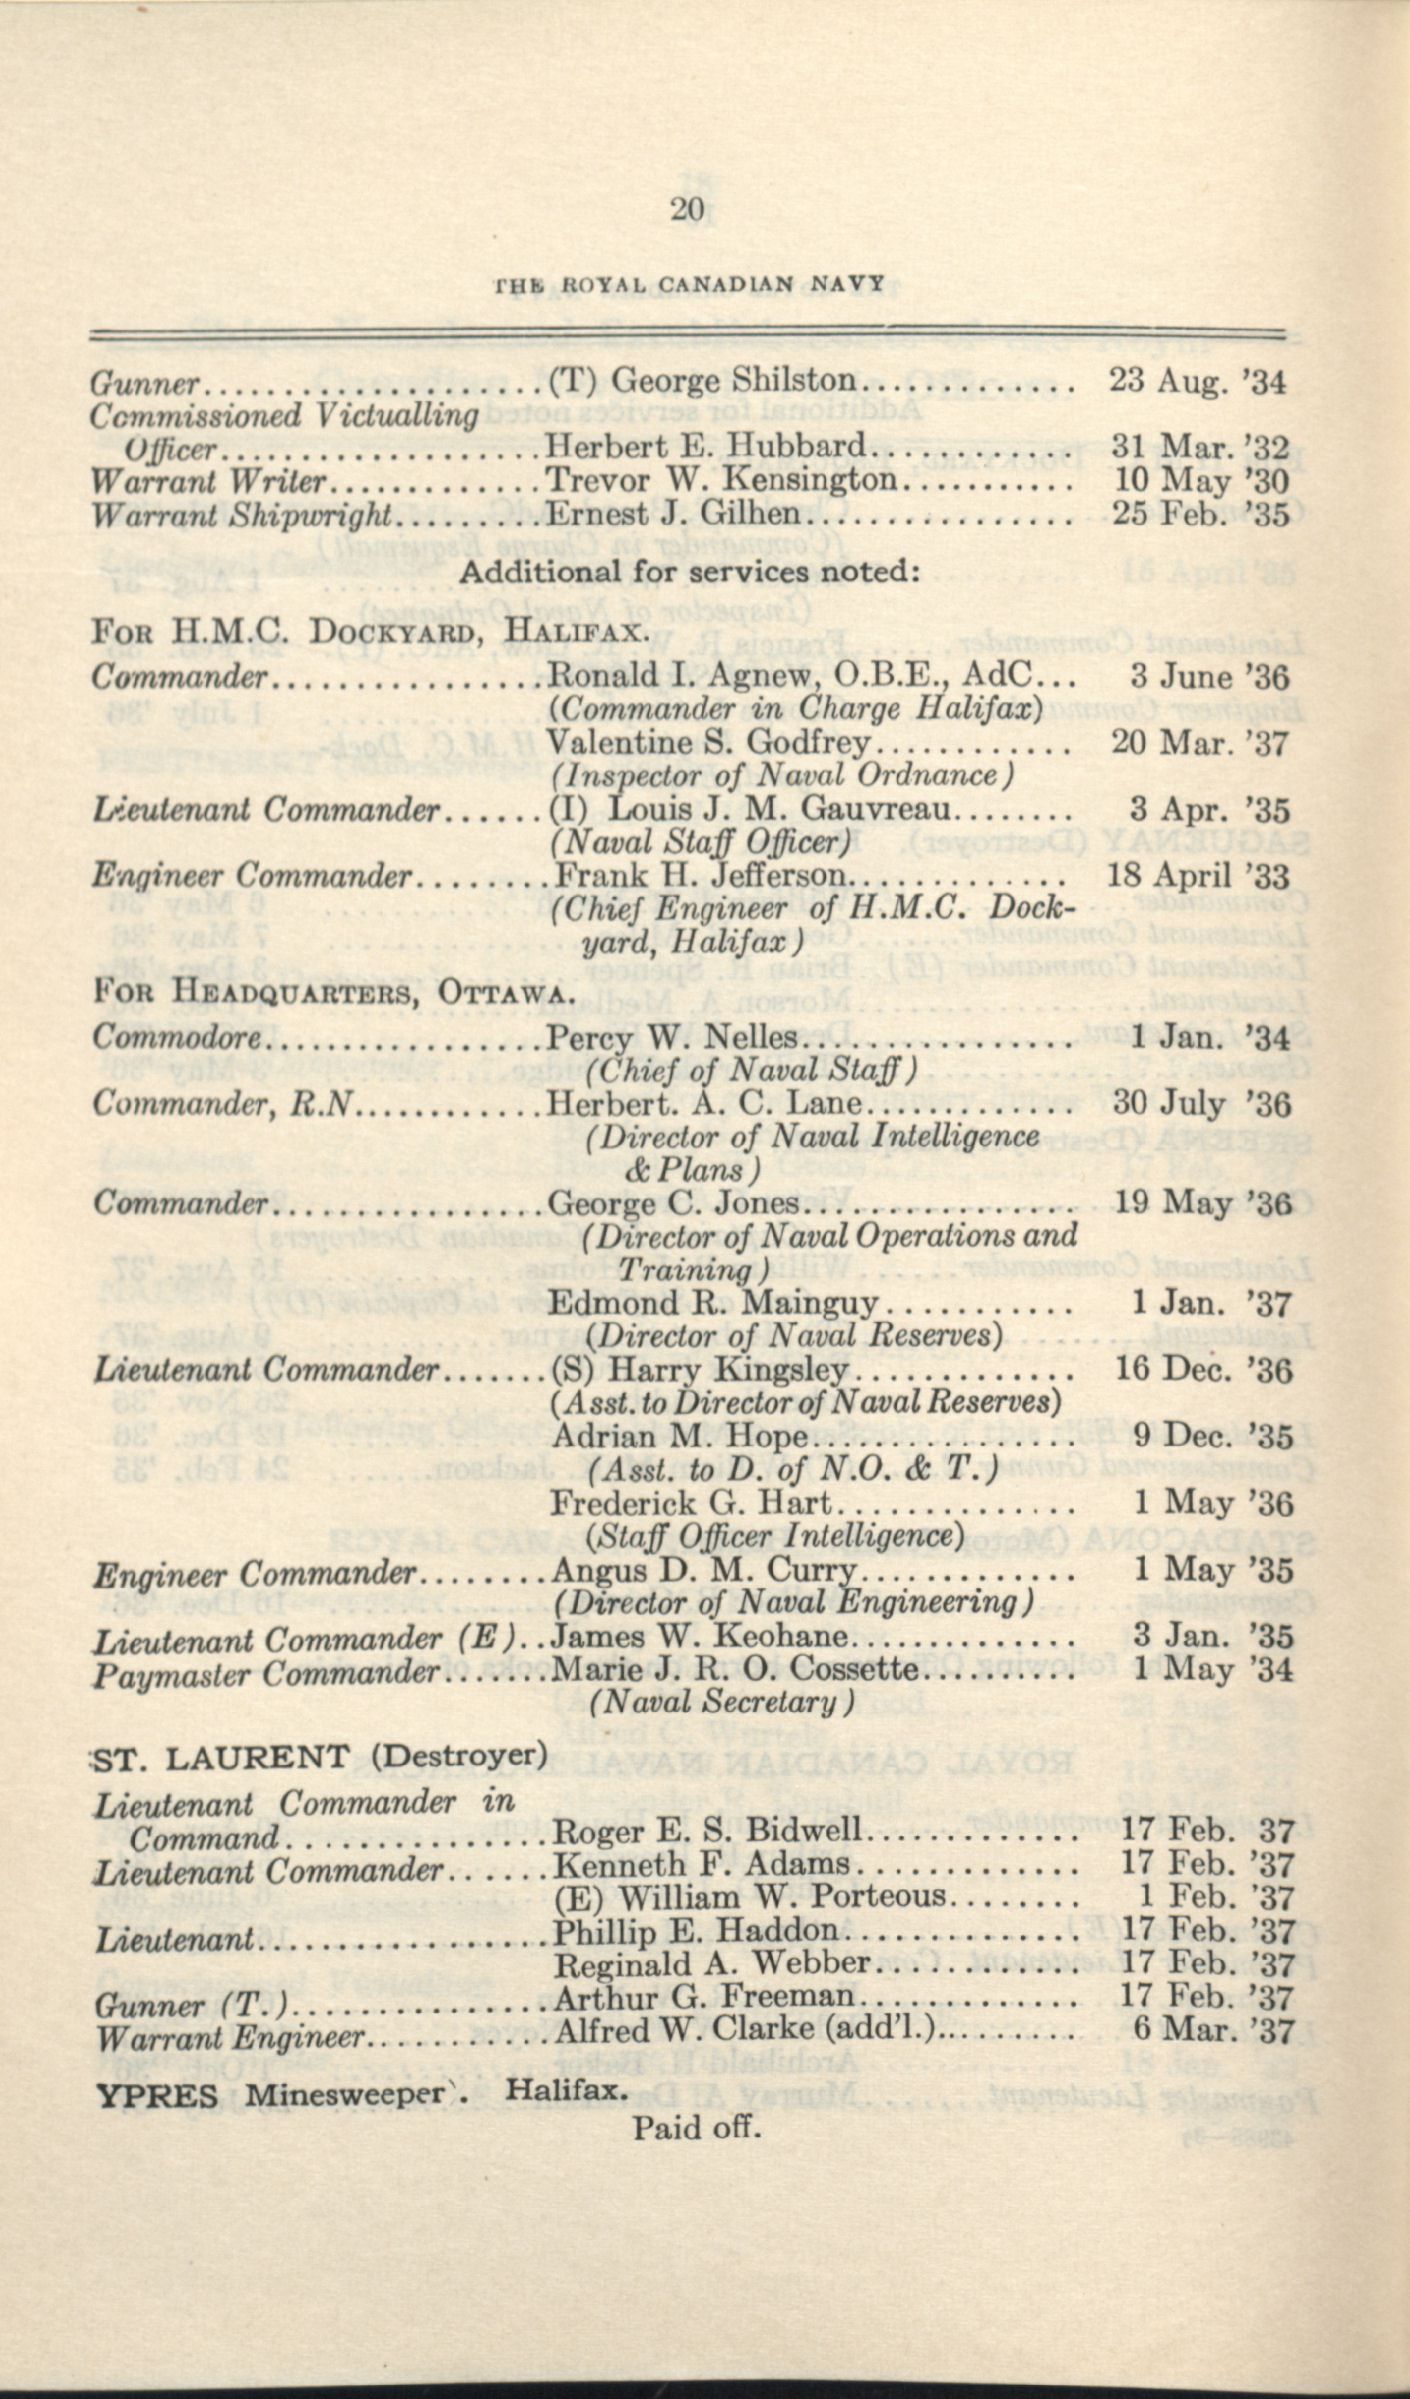 20
THE ROYAL CANADIAN NAVY
Gunner.....................(T) George Shilston............. 23 Aug. ’34
Commissioned Victualling
Officer....................Herbert E. Hubbard............. 31 Mar. ’32
Warrant Writer.............Trevor W. Kensington........... 10 May ’30
Warrant Shipwright.........Ernest J. Gilhen................ 25 Feb. ’35
Additional for services noted:
FOR H.M.C. DOCKYARD, HALIFAX.
Commander.................Ronald I. Agnew, O.B.E., AdC... 3 June ’36
(Commander in Charge Halifax)
Valentine S. Godfrey............ 20 Mar. ’37
(Inspector of Naval Ordnance)
Lieutenant Commander......(I) Louis J. M. Gauvreau........ 3 Apr. ’35
(Naval Staff Officer)
Engineer Commander........Frank H. Jefferson.............. 18 April ’33
(Chief Engineer of H.M.C. Dock-
yard, Halifax)
FOR HEADQUARTERS, OTTAWA.
Commodore.................Percy W. Nelles................. 1 Jan. ’34
(Chief of Naval Staff)
Commander, R.N............Herbert. A. C. Lane............. 30 July ’36
(Director of Naval Intelligence
& Plans)
Commander.................George C. Jones................. 19 May ’36
(Director of Naval Operations and
Training)
Edmond R. Mainguy............ 1 Jan. ’37
(Director of Naval Reserves)
Lieutenant Commander.......(S) Harry Kingsley.............. 16 Dec. ’36
(Asst. to Director of Naval Reserves)
Adrian M. Hope................ 9 Dec. ’35
(Asst. to D. of N.O. & T.)
Frederick G. Hart............... 1 May ’36
(Staff Officer Intelligence)
Engineer Commander........Angus D. M. Curry............. 1 May ’35
(Director of Naval Engineering)
Lieutenant Commander (E)..James W. Keohane.............. 3 Jan. ’35
Paymaster Commander.......Marie J. R. O. Cossette.......... 1 May ’34
(Naval Secretary)
ST. LAURENT (Destroyer)
Lieutenant Commander in
Command................Roger E. S. Bidwell............. 17 Feb. 37
Lieutenant Commander......Kenneth F. Adams............. 17 Feb. ’37
(E) William W. Porteous........ 1 Feb. ’37
Lieutenant..................Phillip E. Haddon.............. 17 Feb. ’37
Reginald A. Webber............ 17 Feb. ’37
Gunner (T.)................Arthur G. Freeman............. 17 Feb. ’37
Warrant Engineer...........Alfred W. Clarke (add’l.)......... 6 Mar. ’37
YPRES Minesweeper`. Halifax.
Paid off.